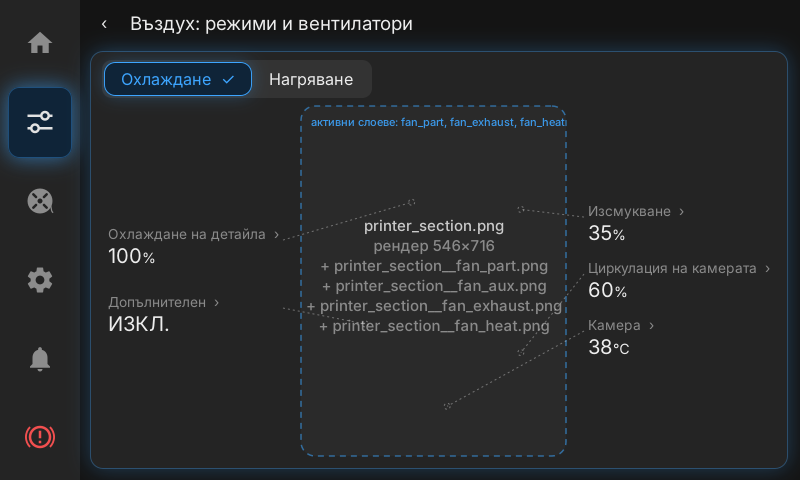 Въздух: режими и вентилатори
Охлаждане
Нагряване
активни слоеве: fan_part, fan_exhaust, fan_heat
printer_section.png
рендер 546×716
+ printer_section__fan_part.png
+ printer_section__fan_aux.png
+ printer_section__fan_exhaust.png
+ printer_section__fan_heat.png
Охлаждане на детайла ›
100%
Допълнителен ›
ИЗКЛ.
Изсмукване ›
35%
Циркулация на камерата ›
60%
Камера ›
38°C